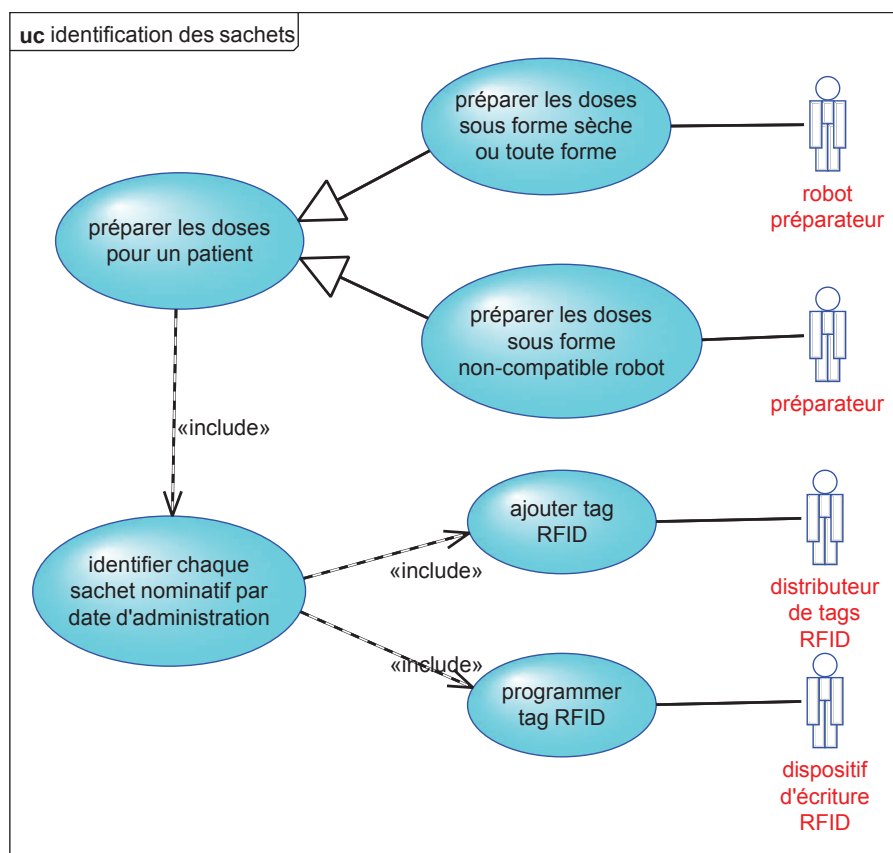 uc identification des sachets
préparer les doses
sous forme sèche
ou toute forme
robot
préparateur
préparer les doses
pour un patient
préparer les doses
sous forme
non-compatible robot
préparateur
«include»
ajouter tag
RFID
distributeur
de tags
RFID
identifier chaque
sachet nominatif par
date d'administration
«include»
«include»
programmer
tag RFID
dispositif
d'écriture
RFID